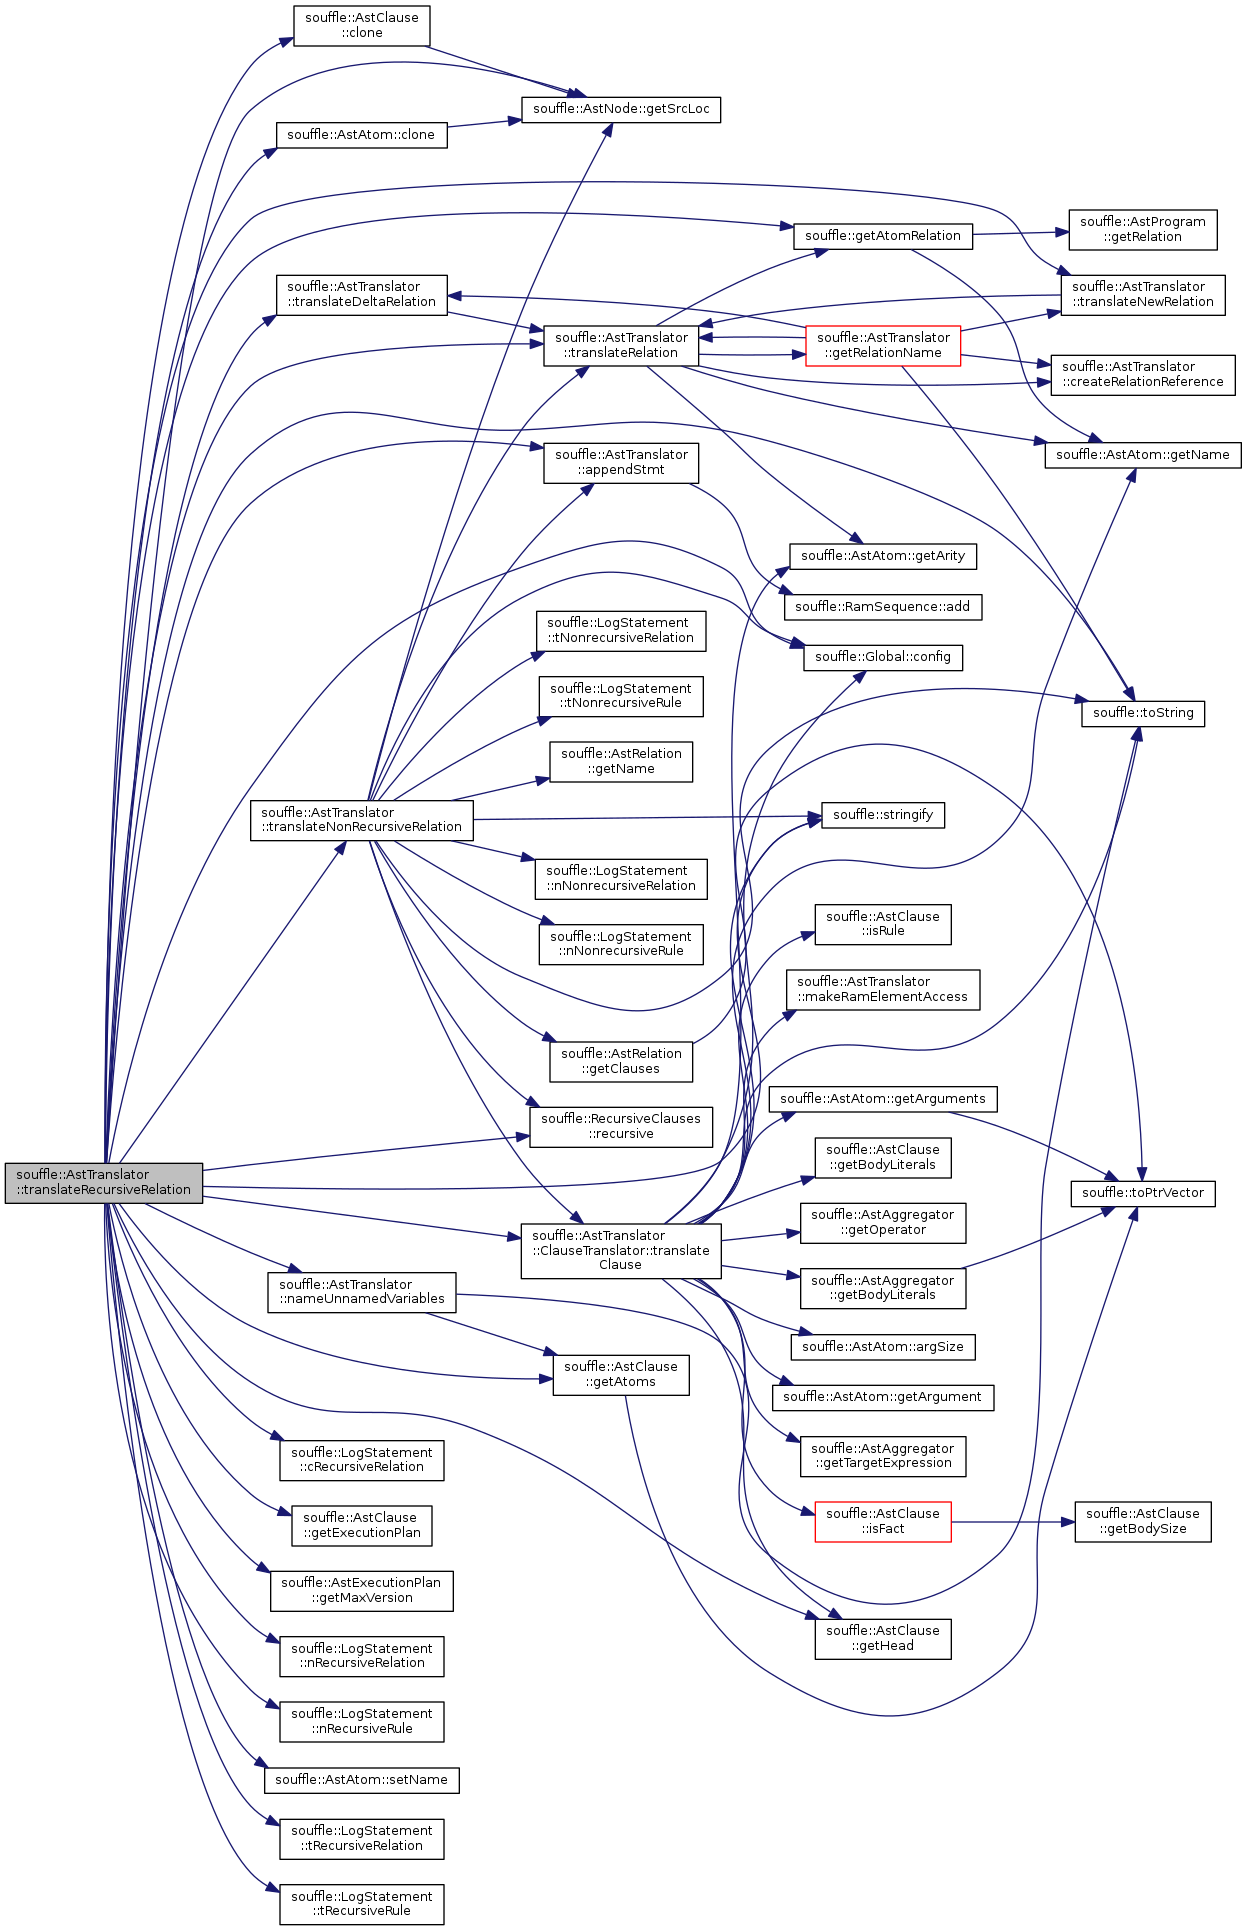 souffle::AstClause
::clone
souffle::AstNode::getSrcLoc
souffle::AstAtom::clone
souffle::AstProgram
::getRelation
souffle::getAtomRelation
souffle::AstTranslator
::translateDeltaRelation
souffle::AstTranslator
::translateNewRelation
souffle::AstTranslator
::translateRelation
souffle::AstTranslator
::getRelationName
souffle::AstTranslator
::createRelationReference
souffle::AstAtom::getName
souffle::AstTranslator
::appendStmt
souffle::AstAtom::getArity
souffle::RamSequence::add
souffle::LogStatement
::tNonrecursiveRelation
souffle::Global::config
souffle::LogStatement
::tNonrecursiveRule
souffle::toString
souffle::AstRelation
::getName
souffle::AstTranslator
::translateNonRecursiveRelation
souffle::stringify
souffle::LogStatement
::nNonrecursiveRelation
souffle::AstClause
::isRule
souffle::LogStatement
::nNonrecursiveRule
souffle::AstTranslator
::makeRamElementAccess
souffle::AstRelation
::getClauses
souffle::AstAtom::getArguments
souffle::RecursiveClauses
::recursive
souffle::AstClause
::getBodyLiterals
souffle::AstTranslator
::translateRecursiveRelation
souffle::toPtrVector
souffle::AstAggregator
::getOperator
souffle::AstTranslator
::ClauseTranslator::translate
Clause
souffle::AstAggregator
::getBodyLiterals
souffle::AstTranslator
::nameUnnamedVariables
souffle::AstAtom::argSize
souffle::AstClause
::getAtoms
souffle::AstAtom::getArgument
souffle::LogStatement
::cRecursiveRelation
souffle::AstAggregator
::getTargetExpression
souffle::AstClause
::getExecutionPlan
souffle::AstClause
::isFact
souffle::AstClause
::getBodySize
souffle::AstExecutionPlan
::getMaxVersion
souffle::AstClause
::getHead
souffle::LogStatement
::nRecursiveRelation
souffle::LogStatement
::nRecursiveRule
souffle::AstAtom::setName
souffle::LogStatement
::tRecursiveRelation
souffle::LogStatement
::tRecursiveRule